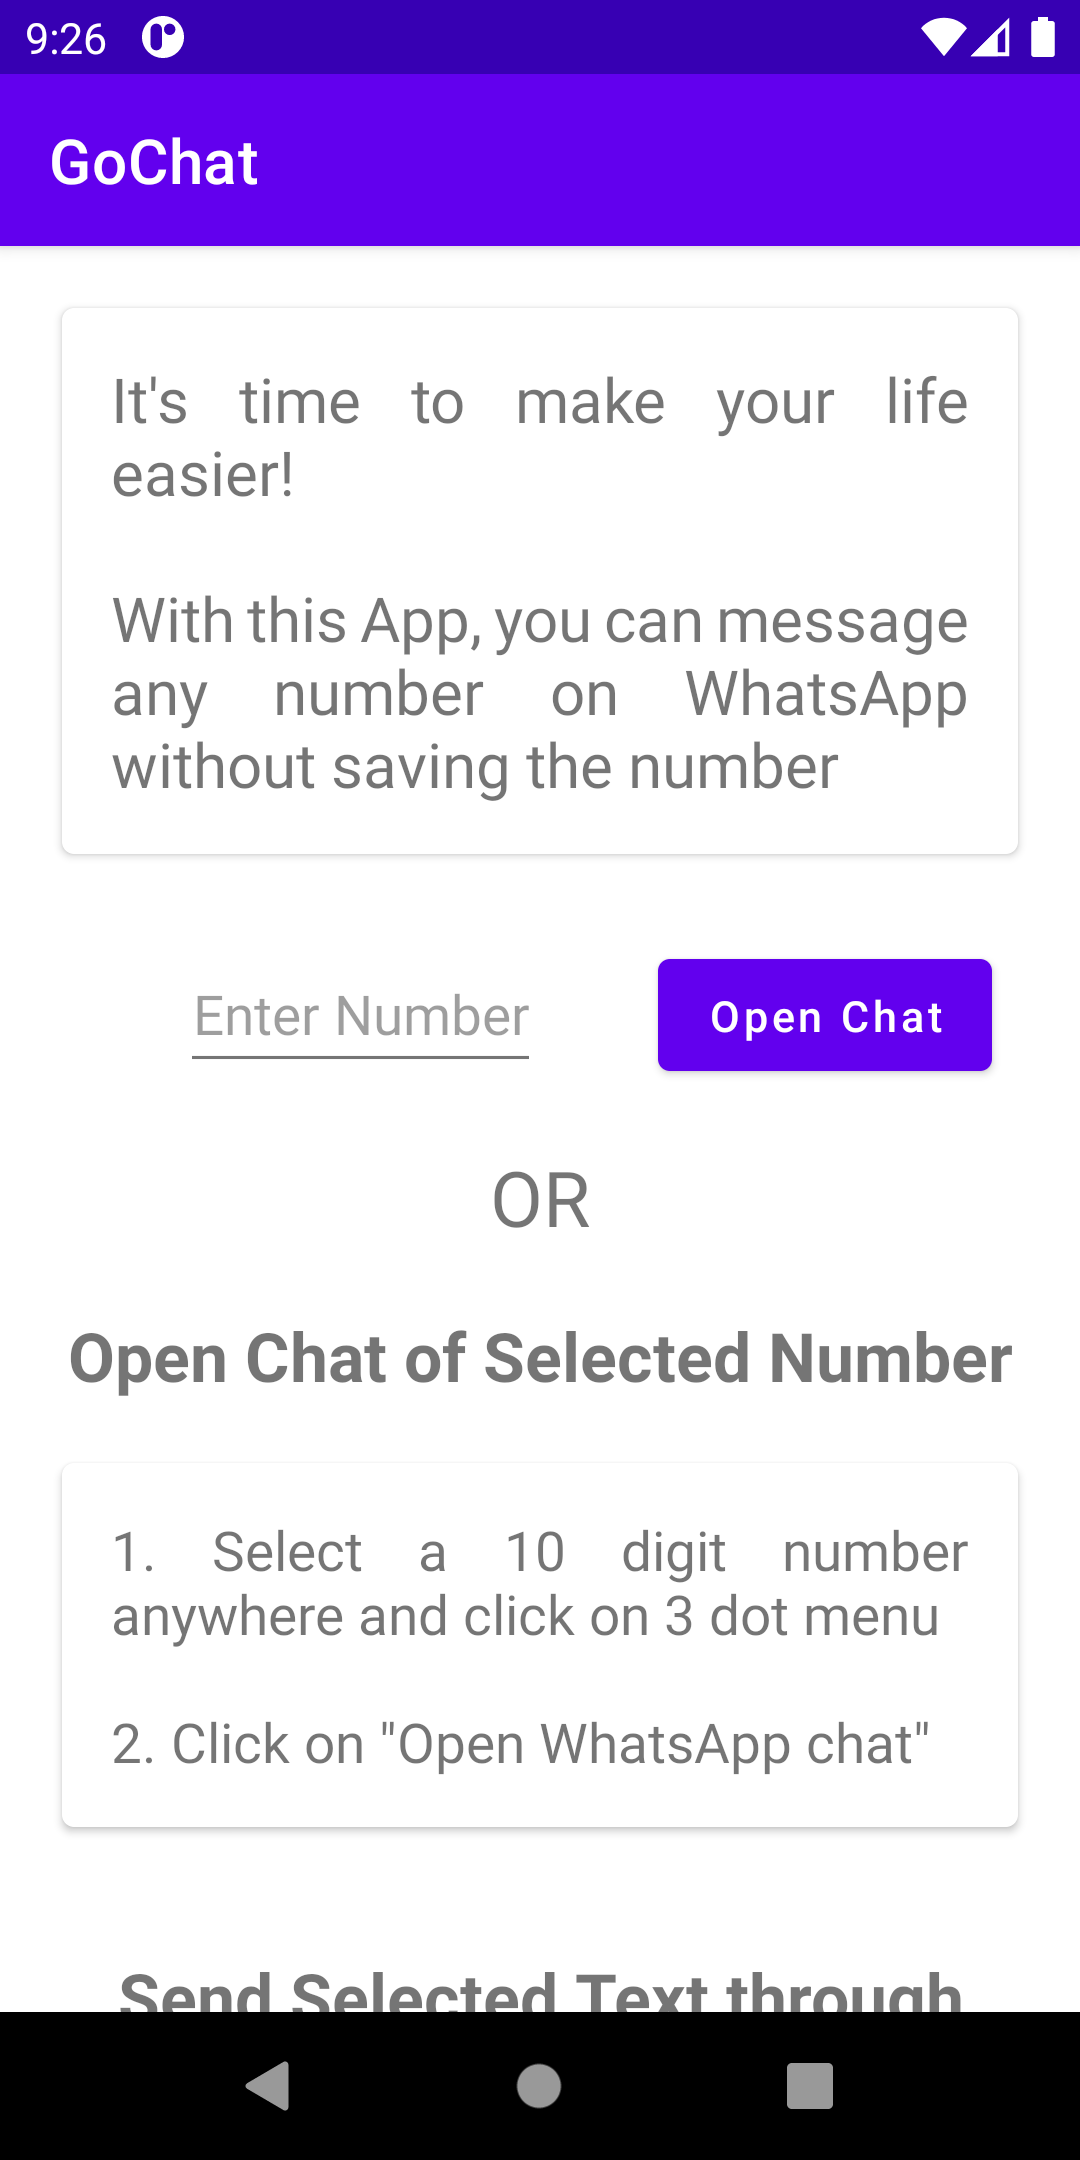 9:26
GoChat
It's time to make your life
easier!
With this App, you can message
any number on WhatsApp
without saving the number
Enter Number
Open Chat
OR
Open Chat of Selected Number
1. Select a 10 digit number
anywhere and click on 3 dot menu
2. Click on "Open WhatsApp chat"
Send Selected Text through